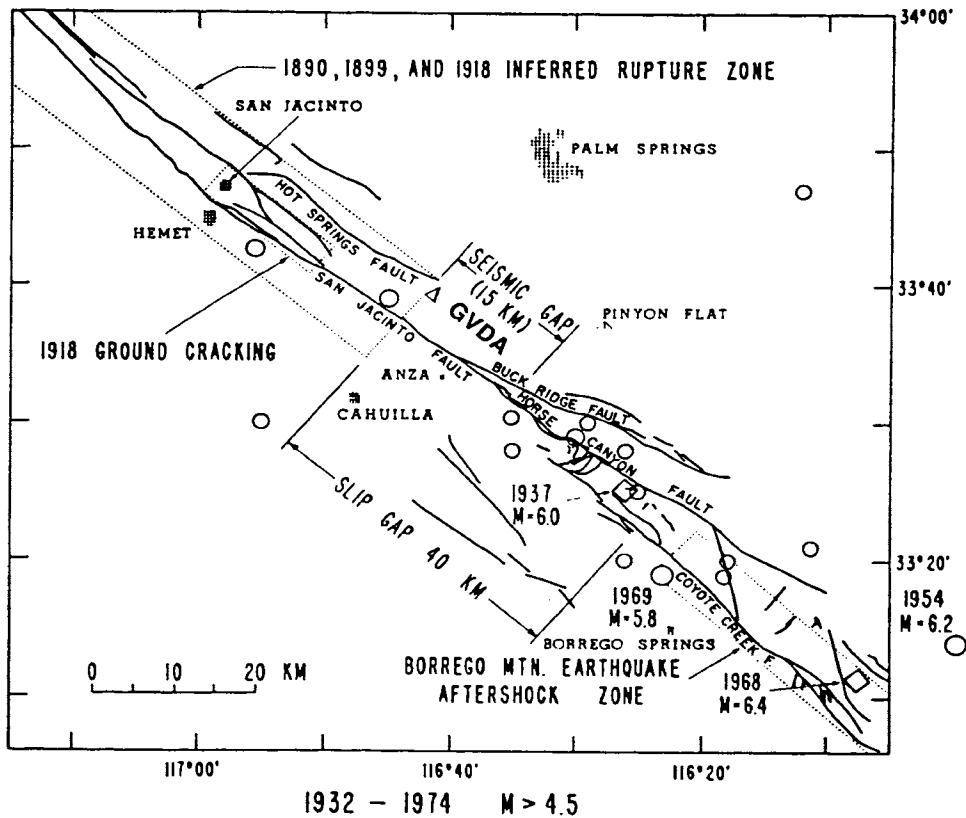 34°00'
1890, 1899, AND 1918 INFERRED RUPTURE ZONE
SAN JACINTO
PALM SPRINGS
HOT SPRINGS FAULT
HEMET
SEISMIC GAP
(15 KM)
33°40'
SAN JACINTO FAULT
GVDA
PINYON FLAT
1918 GROUND CRACKING
ANZA
BUCK RIDGE FAULT
CAHUILLA
HORSE CANYON FAULT
SLIP GAP 40 KM
1937
M=6.0
33°20'
1969
M=5.8
COYOTE CREEK F.
1954
M=6.2
BORREGO SPRINGS
BORREGO MTN. EARTHQUAKE
AFTERSHOCK ZONE
1968
M=6.4
0 10 20 KM
117°00' 116°40' 116°20'
1932 – 1974 M > 4.5